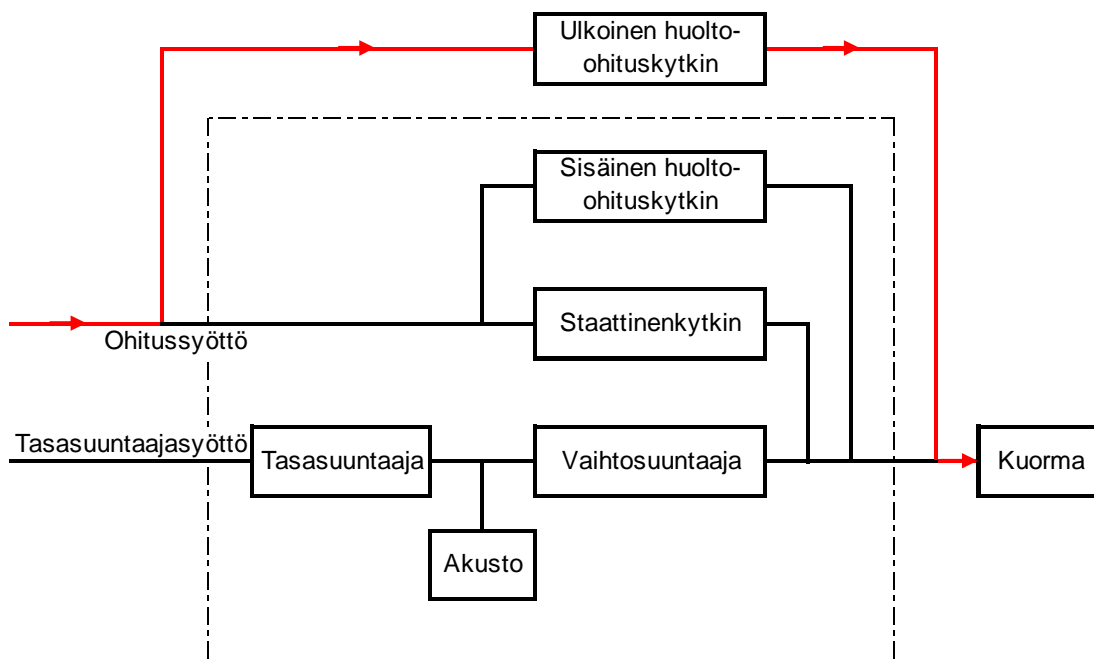 Ulkoinen huolto-
ohituskytkin
Sisäinen huolto-
ohituskytkin
Staattinenkytkin
Ohitussyöttö
Tasasuuntaajasyöttö
Tasasuuntaaja
Vaihtosuuntaaja
Kuorma
Akusto